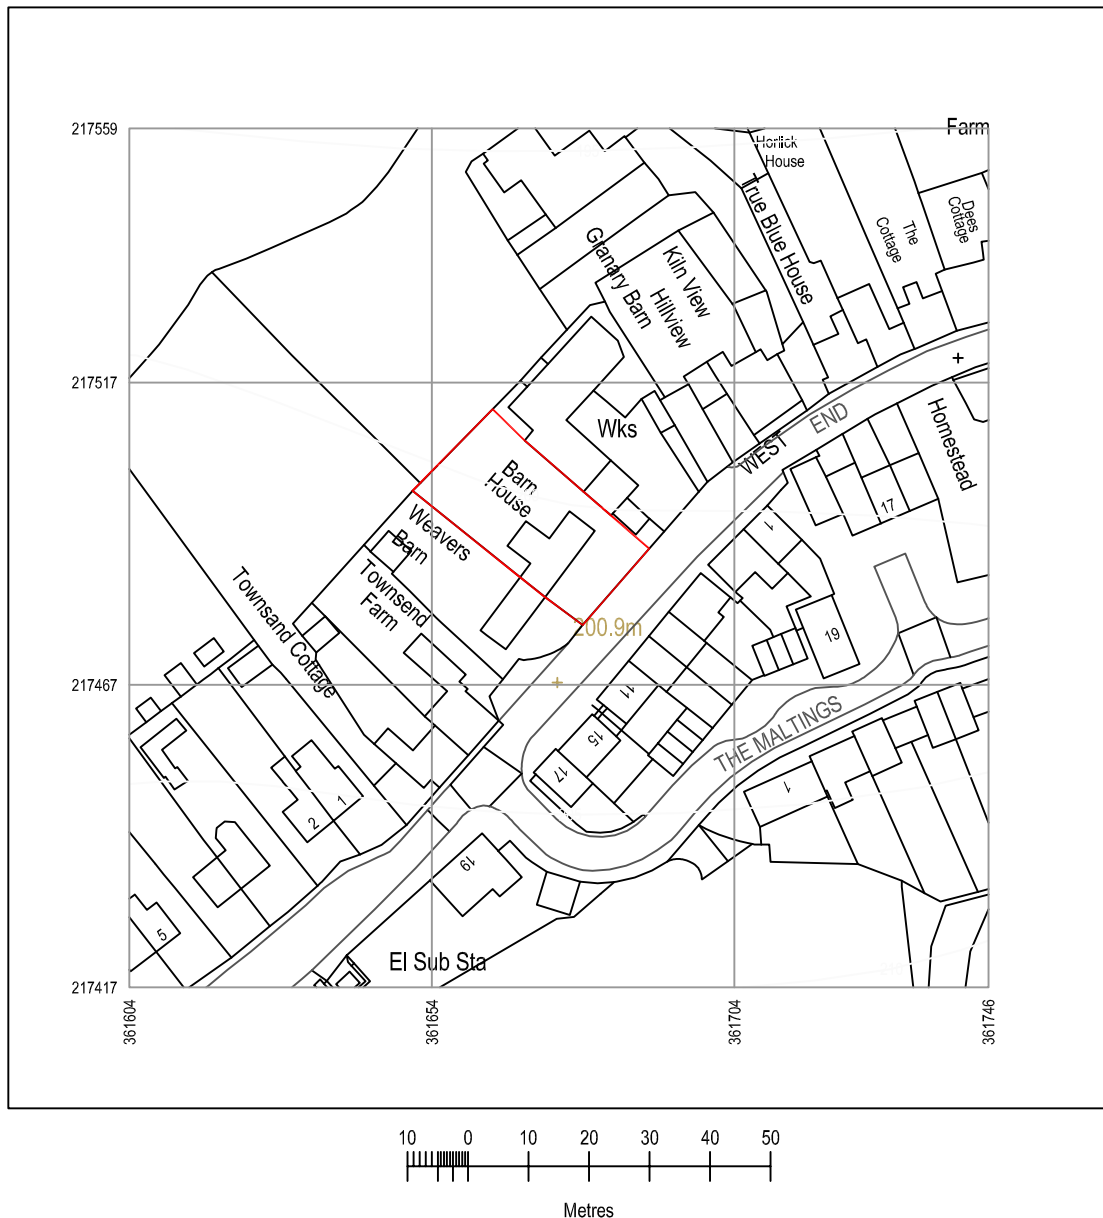 Farm
217559
Horlick
House
True Blue House
Dees
Cottage
The
Cottage
Granary Barn
Kiln View
Hillview
217517
WEST
END
Homestead
Wks
Barn
House
17
Weavers
Barn
1
Townsend
Farm
Townsand Cottage
200.9m
19
217467
11
THE MALTINGS
15
17
1
1
2
19
5
El Sub Sta
217417
361604
361654
361704
361746
10 0 10 20 30 40 50
Metres